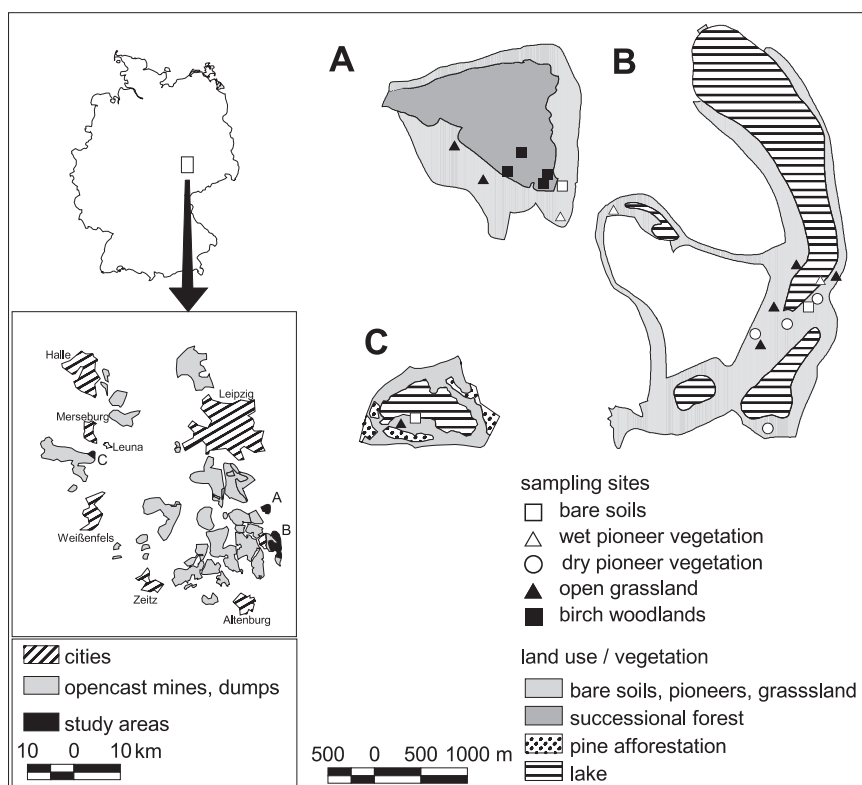 A
B
C
Halle
Leipzig
Merseburg
Leuna
C
A
B
Weißenfels
Zeitz
Altenburg
cities
opencast mines, dumps
study areas
10 0 10 km
500 0 500 1000 m
sampling sites
bare soils
wet pioneer vegetation
dry pioneer vegetation
open grassland
birch woodlands
land use / vegetation
bare soils, pioneers, grasssland
successional forest
pine afforestation
lake